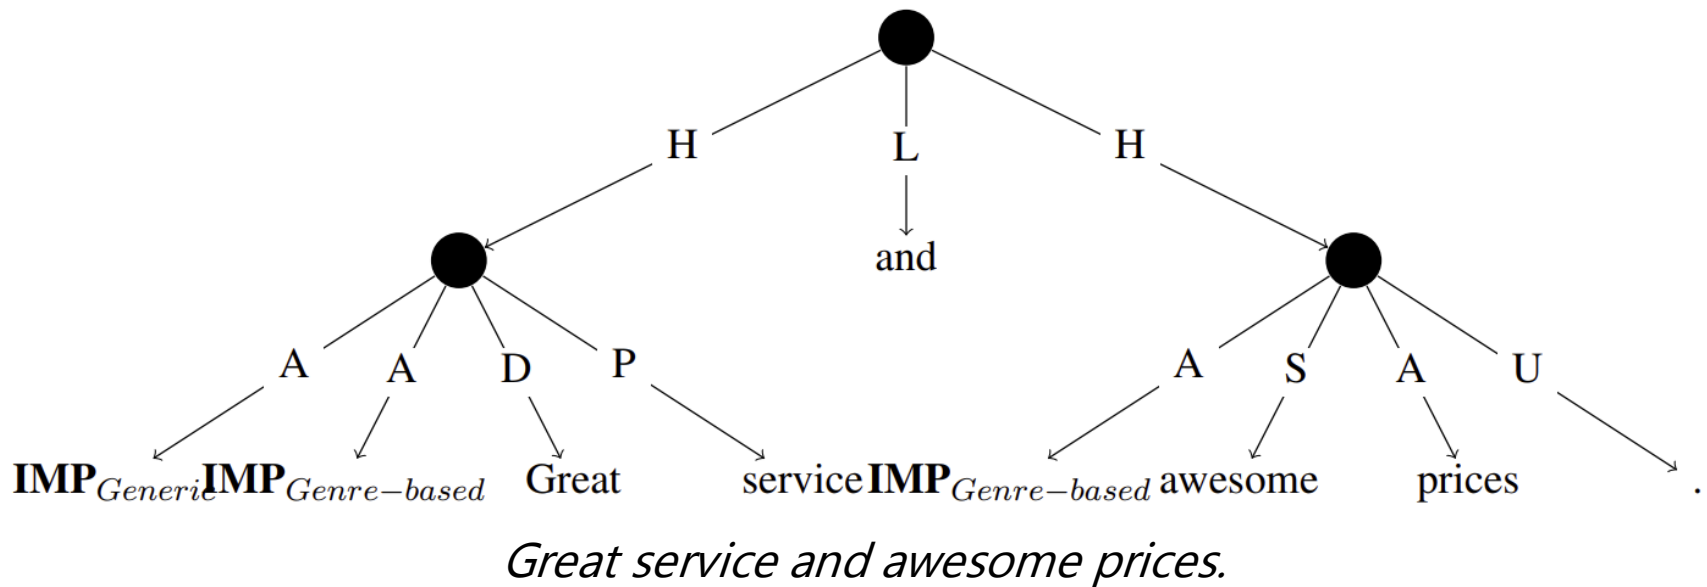 H L H
and
A A D P A S A U
IMP_Generic IMP_Genre−based Great service IMP_Genre−based awesome prices .
Great service and awesome prices.